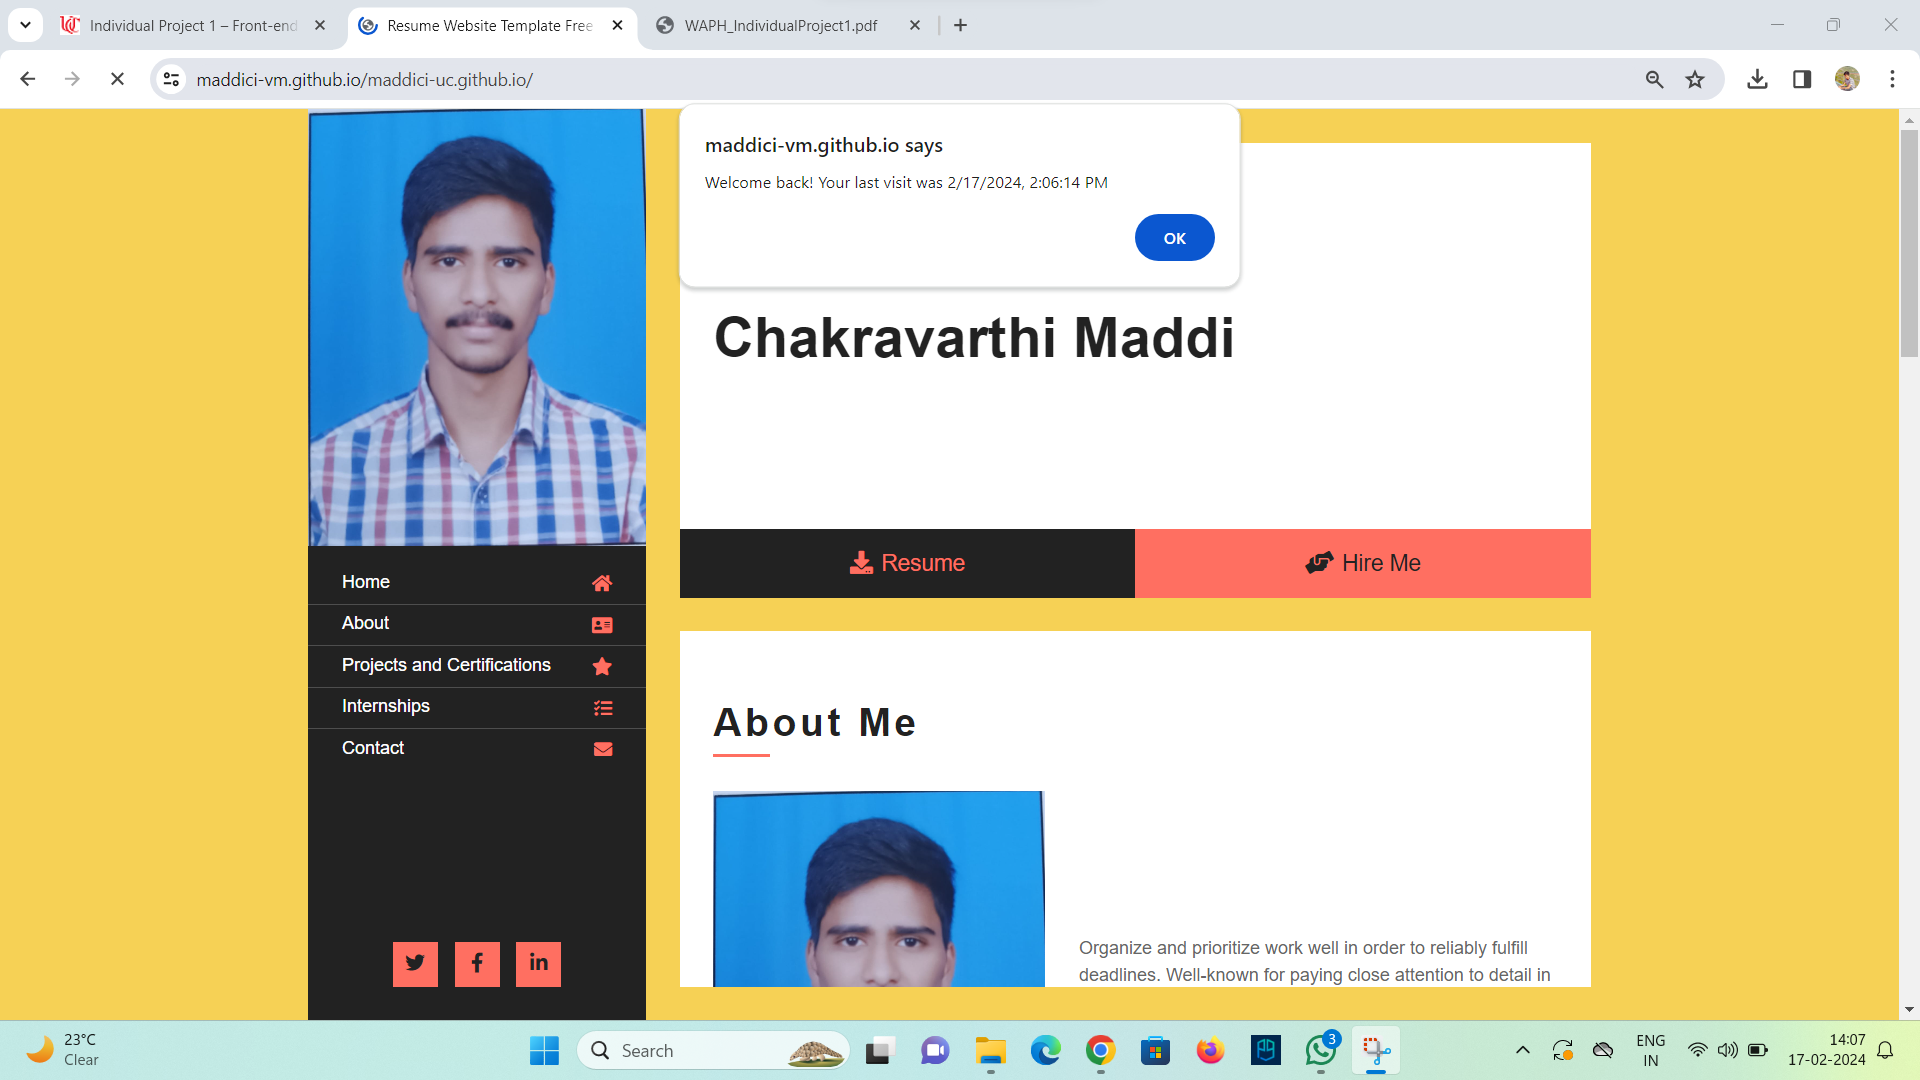 Individual Project 1 – Front-end
Resume Website Template Free
WAPH_IndividualProject1.pdf
maddici-vm.github.io/maddici-uc.github.io/
maddici-vm.github.io says
Welcome back! Your last visit was 2/17/2024, 2:06:14 PM
OK
Chakravarthi Maddi
Resume
Hire Me
Home
About
Projects and Certifications
Internships
Contact
About Me
Organize and prioritize work well in order to reliably fulfill
deadlines. Well-known for paying close attention to detail in
23°C
Clear
Search
3
ENG
IN
14:07
17-02-2024